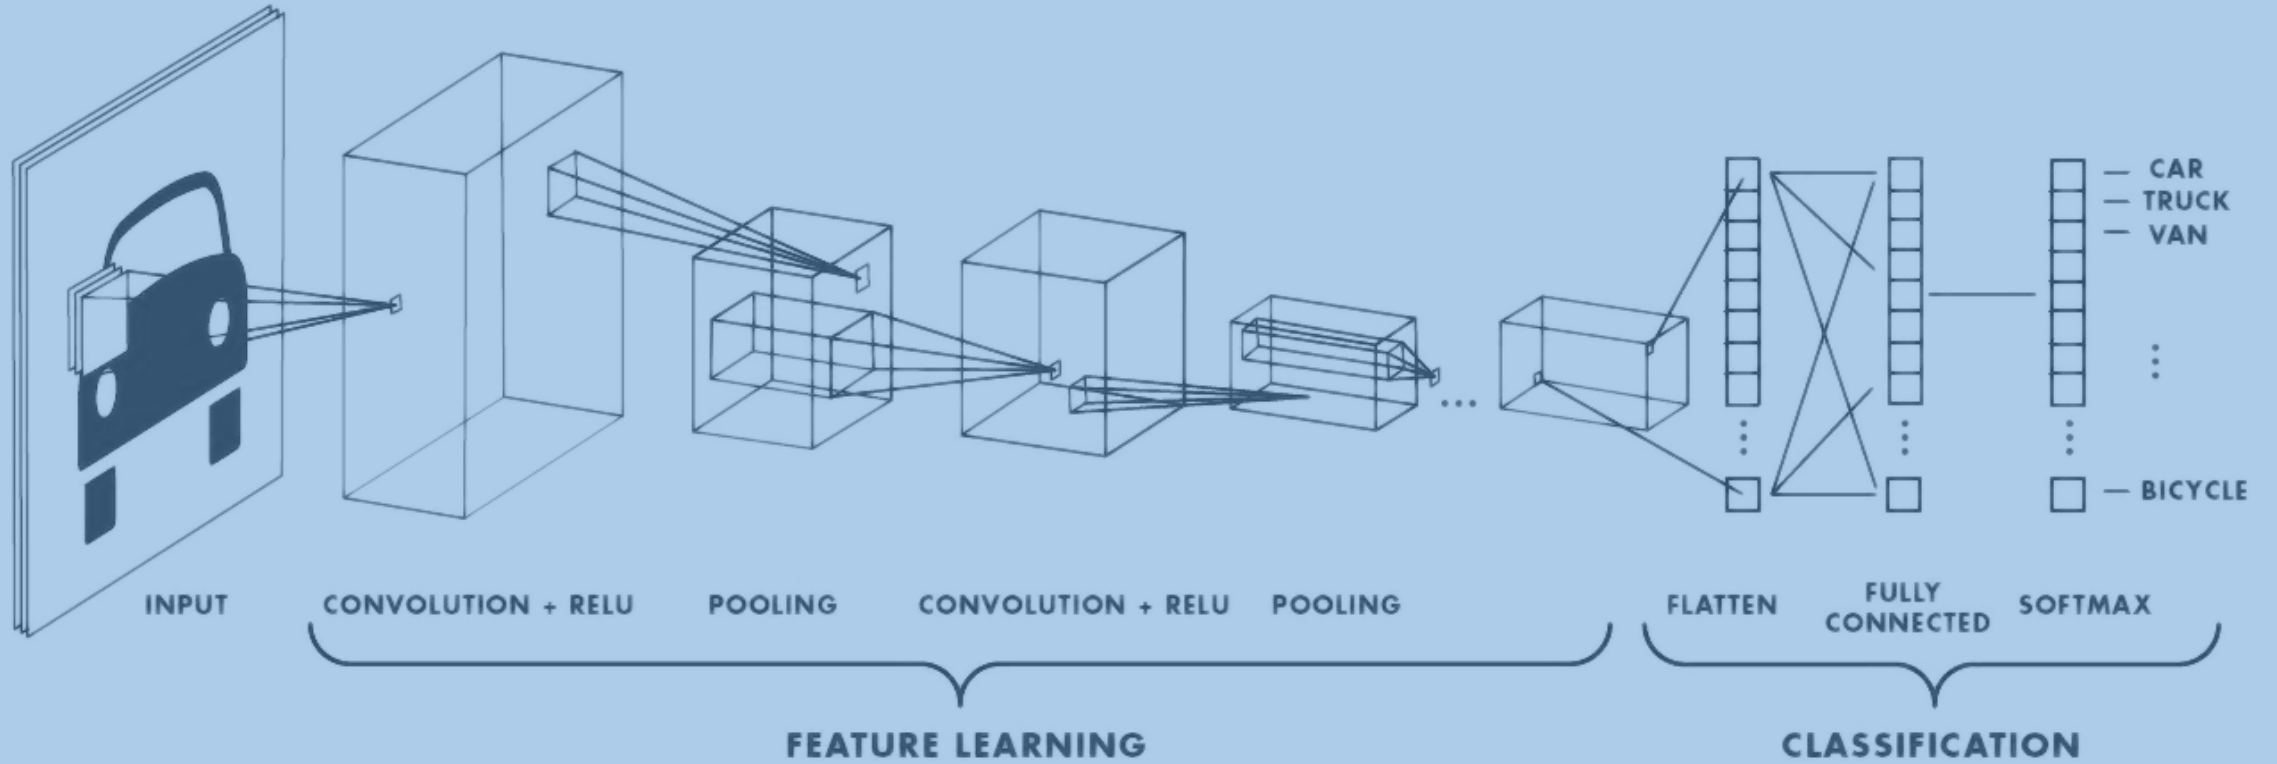 CAR
TRUCK
VAN
BICYCLE
INPUT
CONVOLUTION + RELU
POOLING
CONVOLUTION + RELU
POOLING
FLATTEN
FULLY
CONNECTED
SOFTMAX
FEATURE LEARNING
CLASSIFICATION